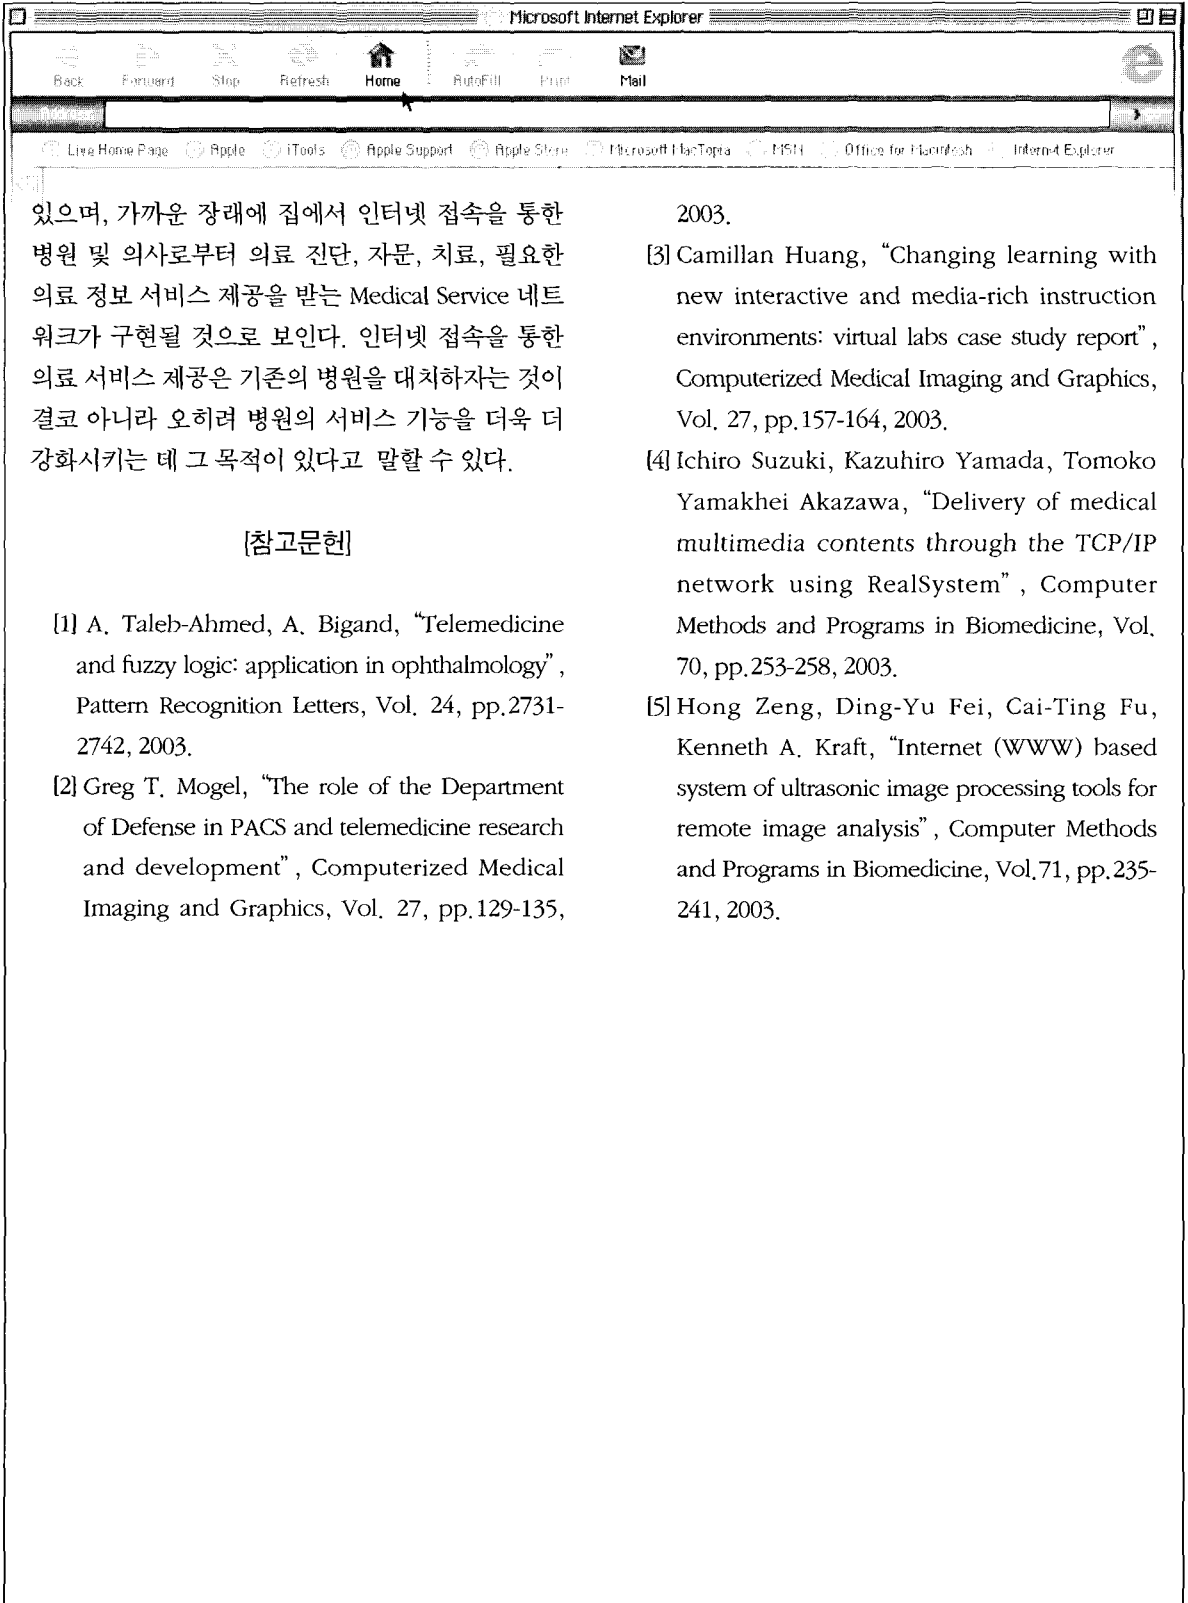 Microsoft Internet Explorer
Back Forward Stop Refresh Home AutoFill Print Mail
Live Home Page Apple iTools Apple Support Apple Store Microsoft MacTopia MSN Office for Macintosh Internet Explorer
있으며, 가까운 장래에 집에서 인터넷 접속을 통한
병원 및 의사로부터 의료 진단, 자문, 치료, 필요한
의료 정보 서비스 제공을 받는 Medical Service 네트
워크가 구현될 것으로 보인다. 인터넷 접속을 통한
의료 서비스 제공은 기존의 병원을 대치하자는 것이
결코 아니라 오히려 병원의 서비스 기능을 더욱 더
강화시키는 데 그 목적이 있다고 말할 수 있다.
[참고문헌]
[1] A. Taleb-Ahmed, A. Bigand, “Telemedicine
and fuzzy logic: application in ophthalmology”,
Pattern Recognition Letters, Vol. 24, pp.2731-
2742, 2003.
[2] Greg T. Mogel, “The role of the Department
of Defense in PACS and telemedicine research
and development”, Computerized Medical
Imaging and Graphics, Vol. 27, pp.129-135,
2003.
[3] Camillan Huang, “Changing learning with
new interactive and media-rich instruction
environments: virtual labs case study report”,
Computerized Medical Imaging and Graphics,
Vol. 27, pp.157-164, 2003.
[4] Ichiro Suzuki, Kazuhiro Yamada, Tomoko
Yamakhei Akazawa, “Delivery of medical
multimedia contents through the TCP/IP
network using RealSystem”, Computer
Methods and Programs in Biomedicine, Vol.
70, pp.253-258, 2003.
[5] Hong Zeng, Ding-Yu Fei, Cai-Ting Fu,
Kenneth A. Kraft, “Internet (WWW) based
system of ultrasonic image processing tools for
remote image analysis”, Computer Methods
and Programs in Biomedicine, Vol.71, pp.235-
241, 2003.